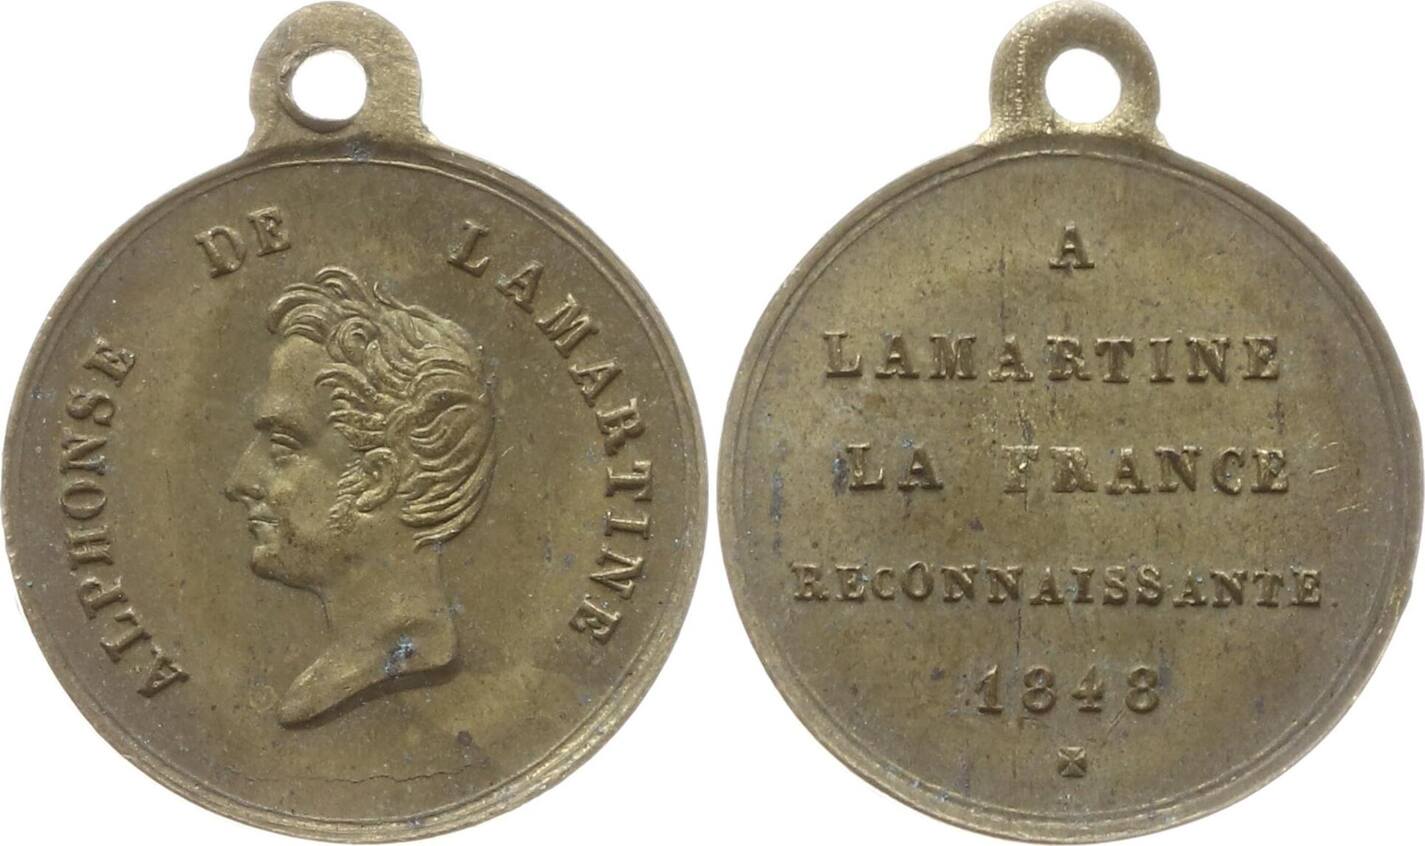 ALPHONSE DE LAMARTINE
A
LAMARTINE
LA FRANCE
RECONNAISSANTE
1848